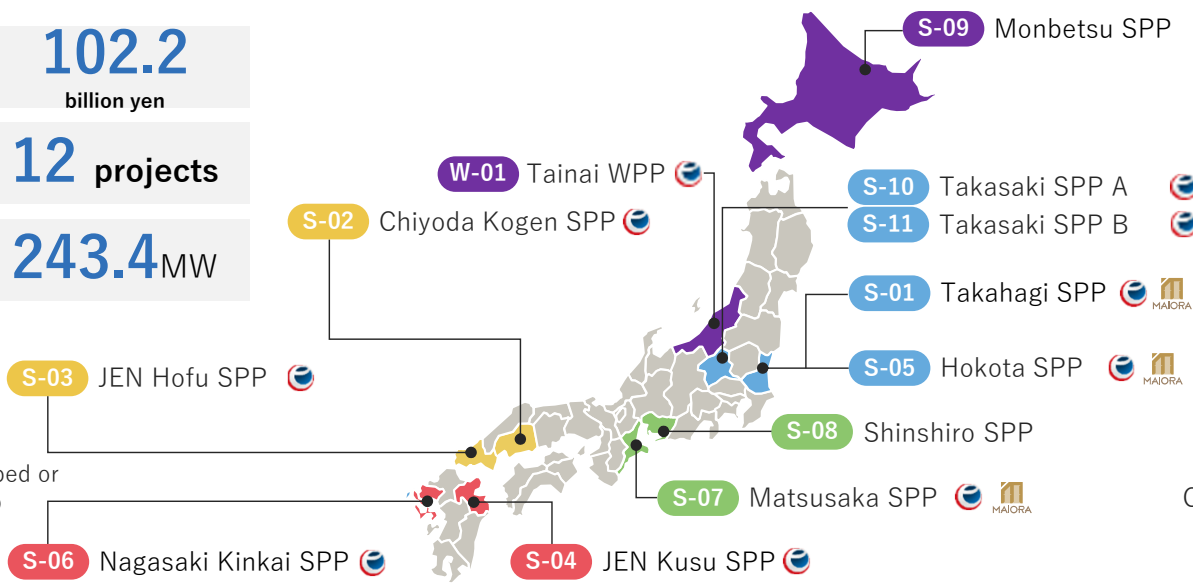 102.2
billion yen
12 projects
243.4MW
S-09 Monbetsu SPP
W-01 Tainai WPP
S-10 Takasaki SPP A
S-11 Takasaki SPP B
S-02 Chiyoda Kogen SPP
S-01 Takahagi SPP MAIORA
S-03 JEN Hofu SPP
S-05 Hokota SPP MAIORA
S-08 Shinshiro SPP
or
S-07 Matsusaka SPP MAIORA
S-06 Nagasaki Kinkai SPP
S-04 JEN Kusu SPP